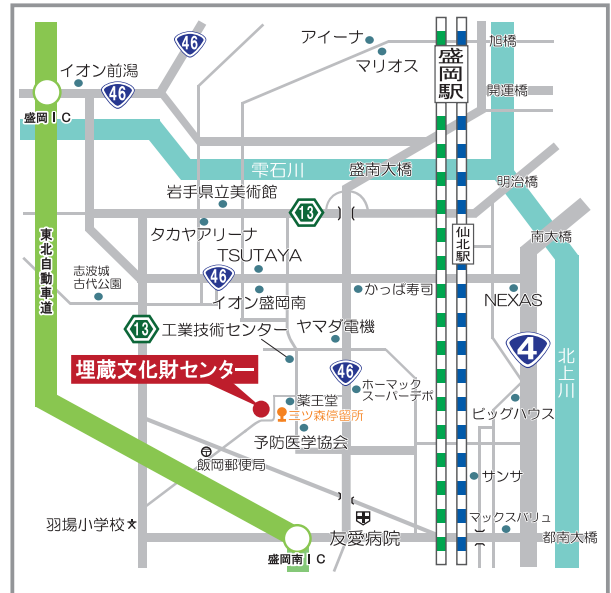 アイーナ
46
マリオス
旭橋
盛岡駅
イオン前潟
46
開運橋
盛岡IC
雫石川
盛南大橋
明治橋
岩手県立美術館
13
タカヤアリーナ
仙北駅
南大橋
東北自動車道
TSUTAYA
志波城
古代公園
46
イオン盛岡南
かっぱ寿司
NEXAS
13
工業技術センター
ヤマダ電機
4
北上川
埋蔵文化財センター
46
ホーマック
スーパーデポ
薬王堂
三ツ森停留所
ビッグハウス
予防医学協会
飯岡郵便局
サンサ
羽場小学校
マックスバリュ
友愛病院
都南大橋
盛岡南IC